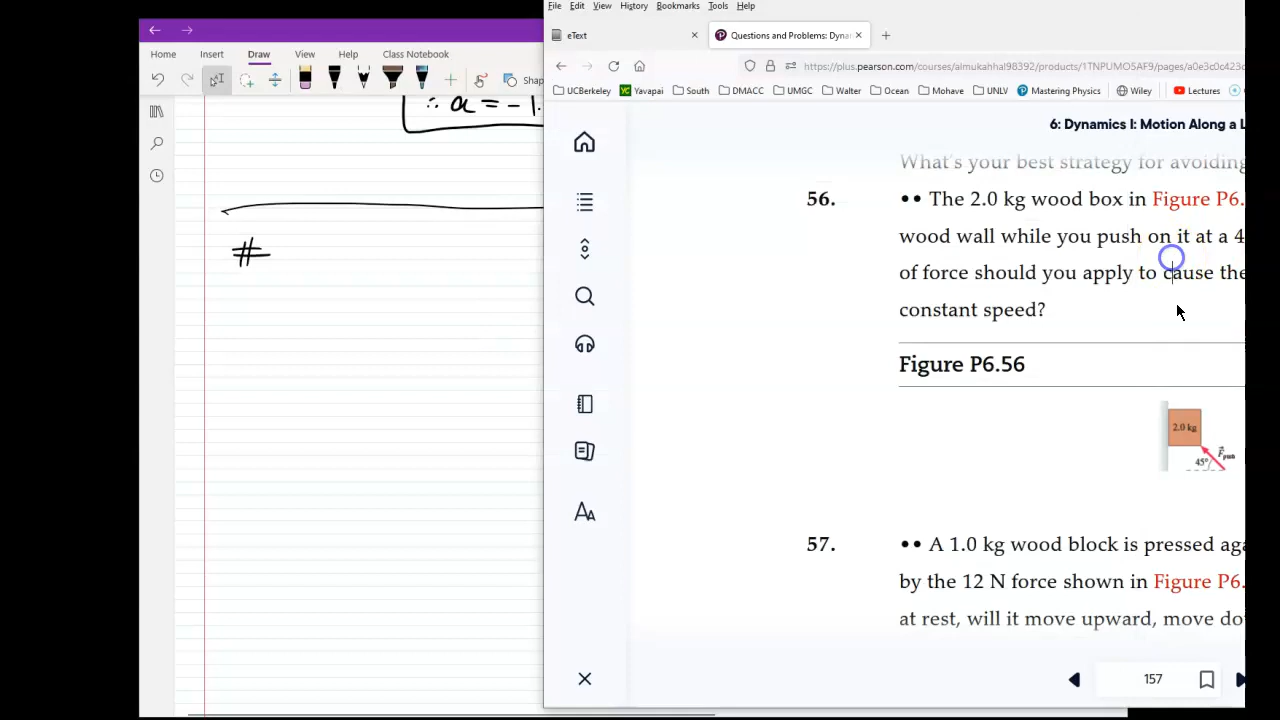 File Edit View History Bookmarks Tools Help
eText
Questions and Problems: Dyna
Home Insert Draw View Help Class Notebook
https://plus.pearson.com/courses/almukahhal98392/products/1TNFUMO5AF9/pages/a0e3c0c423c
Shap
UCBerkeley Yavapai South DMACC UMGC Walter Ocean Mohave UNLV Mastering Physics Wiley Lectures
∴ a = - 1.
6: Dynamics I: Motion Along a L
What's your best strategy for avoiding
56. •• The 2.0 kg wood box in Figure P6.
wood wall while you push on it at a 4
#
of force should you apply to cause the
constant speed?
Figure P6.56
2.0 kg
F push
45°
57. •• A 1.0 kg wood block is pressed aga
by the 12 N force shown in Figure P6.
at rest, will it move upward, move do
157